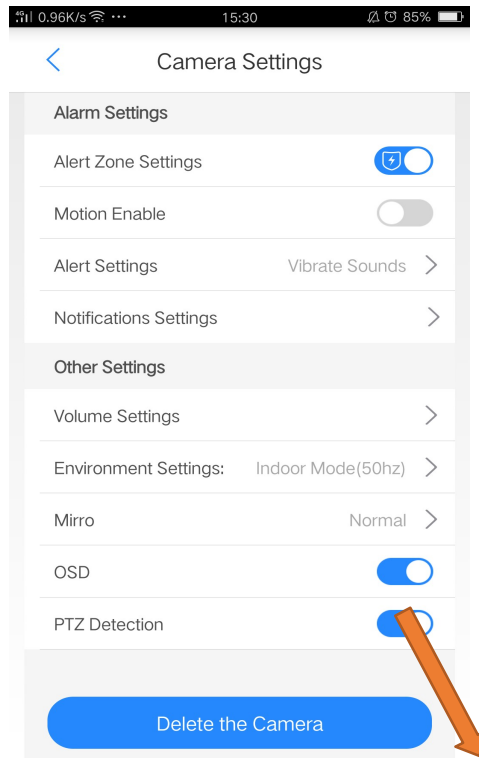 4G 0.96K/s ··· 15:30 85%
Camera Settings
Alarm Settings
Alert Zone Settings
Motion Enable
Alert Settings Vibrate Sounds
Notifications Settings
Other Settings
Volume Settings
Environment Settings: Indoor Mode(50hz)
Mirro Normal
OSD
PTZ Detection
Delete the Camera